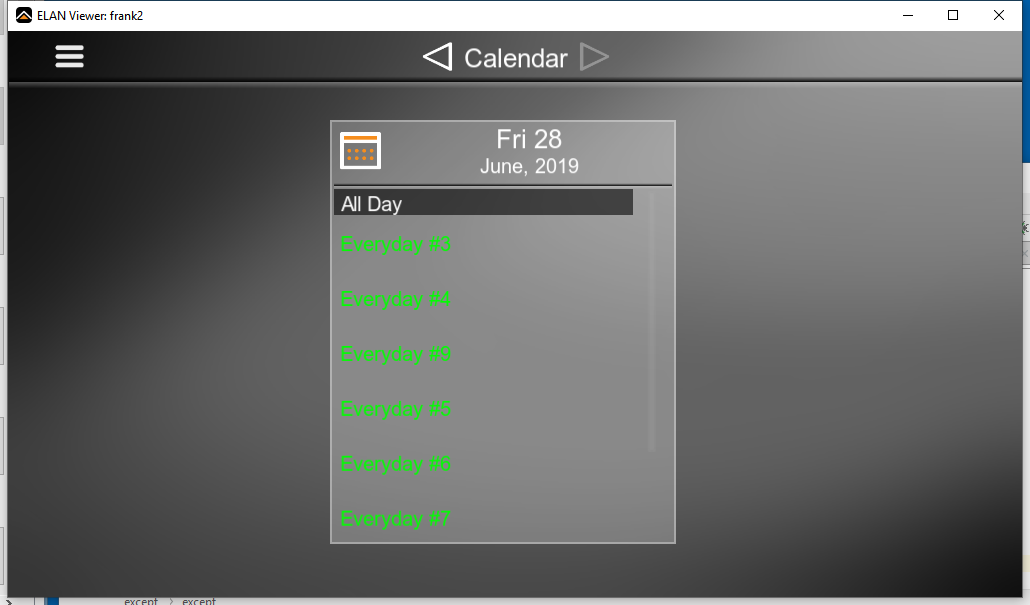 ELAN Viewer: frank2
Calendar
Fri 28
June, 2019
All Day
Everyday #3
Everyday #4
Everyday #9
Everyday #5
Everyday #6
Everyday #7
except > except